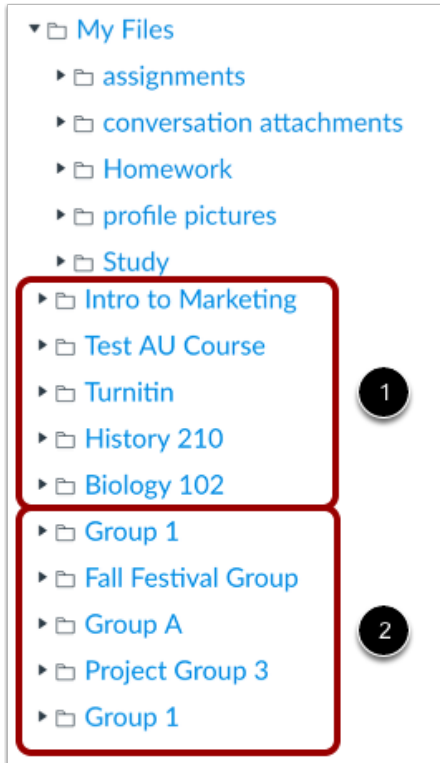 My Files
assignments
conversation attachments
Homework
profile pictures
Study
Intro to Marketing
Test AU Course
Turnitin
History 210
Biology 102
1
Group 1
Fall Festival Group
Group A
Project Group 3
Group 1
2